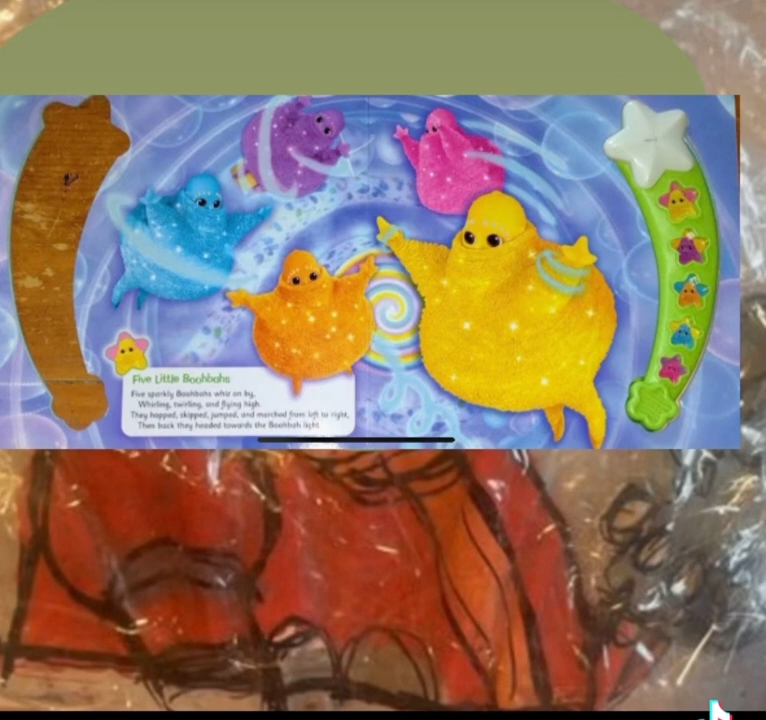 Five Little Boohbahs
Five sparkly Boohbahs whiz on by,
Whirling, twirling, and flying high.
They hopped, skipped, jumped, and marched from left to right,
Then back they headed towards the Boohbah light.